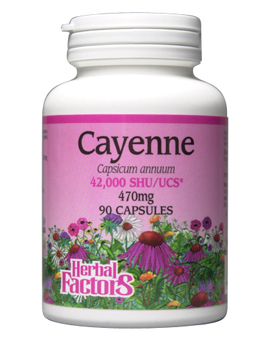 Cayenne
Capsicum annuum
42,000 SHU/UCS*
470mg
90 CAPSULES
Herbal
Factors